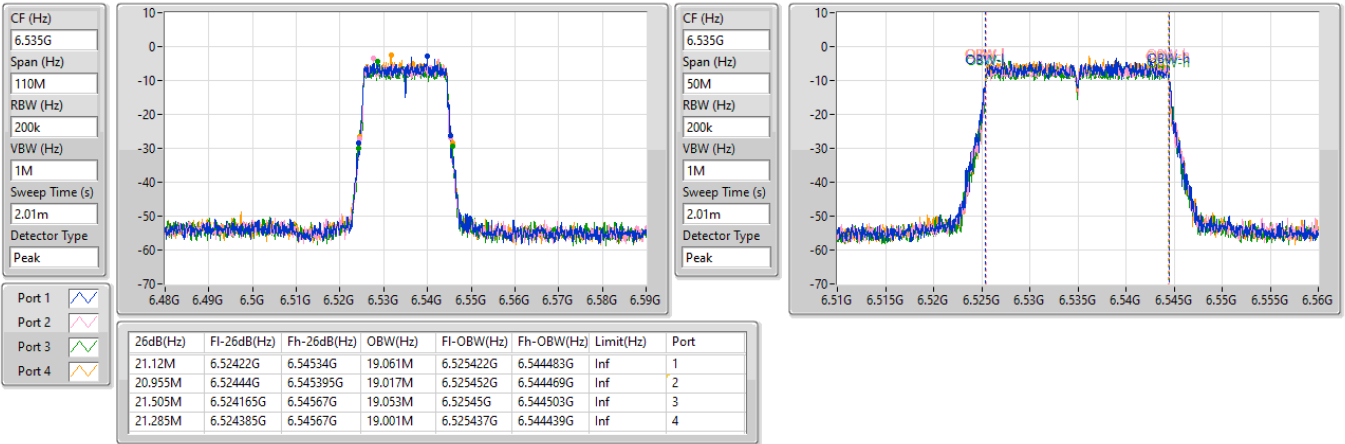 CF (Hz)
6.535G
Span (Hz)
110M
RBW (Hz)
200k
VBW (Hz)
1M
Sweep Time (s)
2.01m
Detector Type
Peak
10
0
-10
-20
-30
-40
-50
-60
-70
6.48G 6.49G 6.5G 6.51G 6.52G 6.53G 6.54G 6.55G 6.56G 6.57G 6.58G 6.59G
CF (Hz)
6.535G
Span (Hz)
50M
RBW (Hz)
200k
VBW (Hz)
1M
Sweep Time (s)
2.01m
Detector Type
Peak
10
0
-10
-20
-30
-40
-50
-60
-70
OBW-l OBW-h
6.51G 6.515G 6.52G 6.525G 6.53G 6.535G 6.54G 6.545G 6.55G 6.555G 6.56G
Port 1
Port 2
Port 3
Port 4
26dB(Hz) Fl-26dB(Hz) Fh-26dB(Hz) OBW(Hz) Fl-OBW(Hz) Fh-OBW(Hz) Limit(Hz) Port
21.12M 6.52422G 6.54534G 19.061M 6.525422G 6.544483G Inf 1
20.955M 6.52444G 6.545395G 19.017M 6.525452G 6.544469G Inf 2
21.505M 6.524165G 6.54567G 19.053M 6.52545G 6.544503G Inf 3
21.285M 6.524385G 6.54567G 19.001M 6.525437G 6.544439G Inf 4